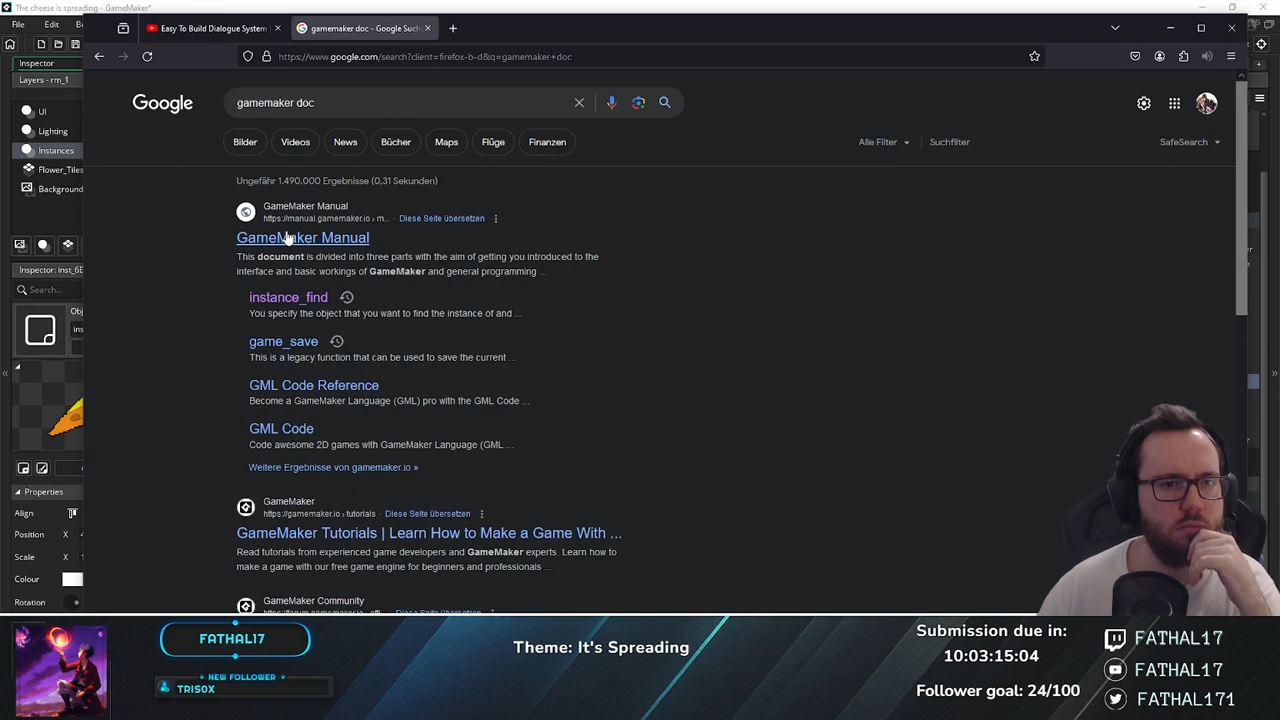 The cheese is spreading - GameMaker*
Easy To Build Dialogue System
gamemaker doc - Google Such
File
Edit
https://www.google.com/search?client=firefox-b-d&q=gamemaker+doc
Inspector
Layers - rm_1
UI
Lighting
Instances
Flower_Tiles
Background
Inspector: inst_6E
Search...
Obj
ins
Properties
Align
Position
X
Scale
X
Colour
Rotation
Google
gamemaker doc
Bilder
Videos
News
Bücher
Maps
Flüge
Finanzen
Alle Filter
Suchfilter
SafeSearch
Ungefähr 1.490.000 Ergebnisse (0,31 Sekunden)
GameMaker Manual
https://manual.gamemaker.io › m... · Diese Seite übersetzen
GameMaker Manual
This document is divided into three parts with the aim of getting you introduced to the
interface and basic workings of GameMaker and general programming ...
instance_find
You specify the object that you want to find the instance of and ...
game_save
This is a legacy function that can be used to save the current ...
GML Code Reference
Become a GameMaker Language (GML) pro with the GML Code ...
GML Code
Code awesome 2D games with GameMaker Language (GML ...
Weitere Ergebnisse von gamemaker.io »
GameMaker
https://gamemaker.io › tutorials · Diese Seite übersetzen
GameMaker Tutorials | Learn How to Make a Game With ...
Read tutorials from experienced game developers and GameMaker experts. Learn how to
make a game with our free game engine for beginners and professionals ...
GameMaker Community
FATHAL17
NEW FOLLOWER
TRIS0X
Theme: It's Spreading
Submission due in:
10:03:15:04
Follower goal: 24/100
FATHAL17
FATHAL17
FATHAL171